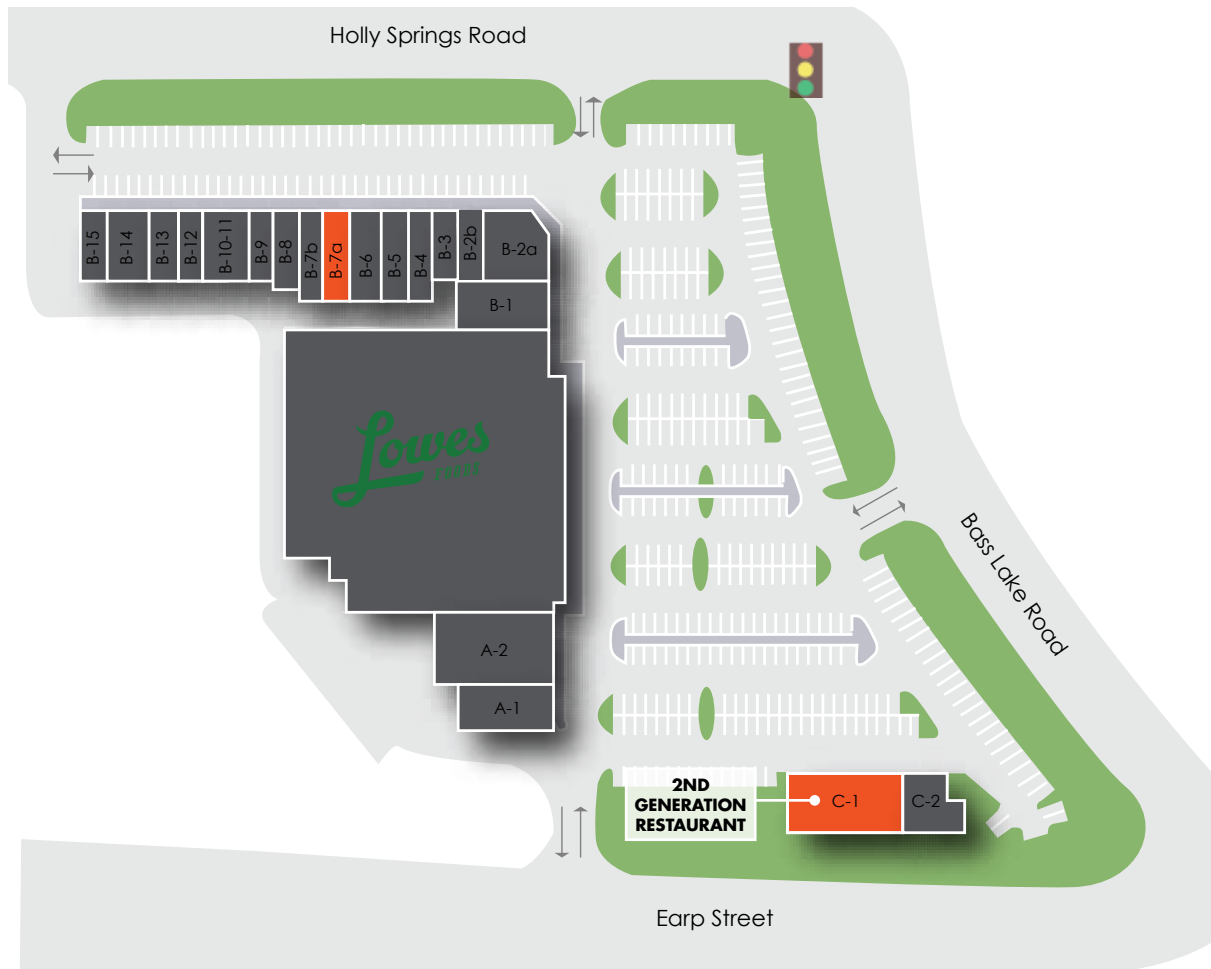 Holly Springs Road
B-15
B-14
B-13
B-12
B-10-11
B-9
B-8
B-7b
B-7a
B-6
B-5
B-4
B-3
B-2b
B-2a
B-1
Lowes
FOODS
Bass Lake Road
A-2
A-1
2ND
GENERATION
RESTAURANT
C-1
C-2
Earp Street